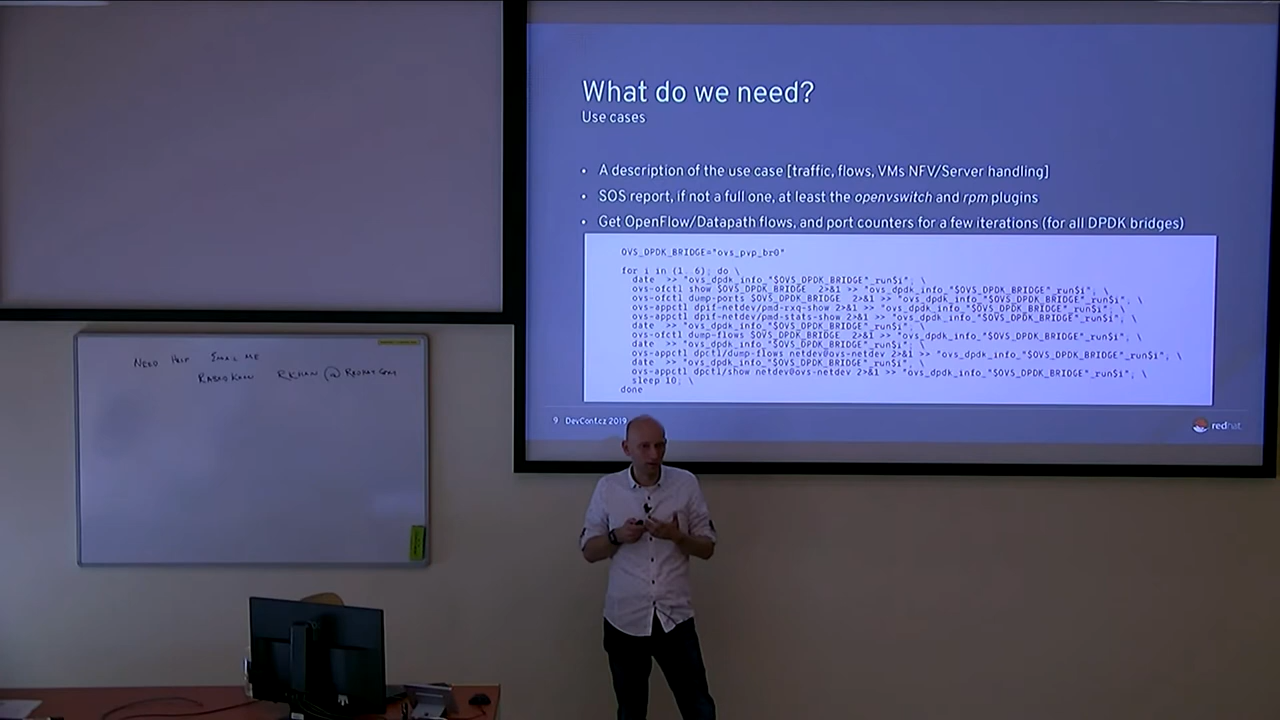 What do we need?
Use cases
• A description of the use case [traffic, flows, VMs NFV/Server handling]
• SOS report, if not a full one, at least the openvswitch and rpm plugins
• Get OpenFlow/Datapath flows, and port counters for a few iterations (for all DPDK bridges)
OVS_DPDK_BRIDGE="ovs_pvp_br0"
for i in {1..6}; do \
date >> "ovs_dpdk_info_"$OVS_DPDK_BRIDGE"_run$i"; \
ovs-ofctl show $OVS_DPDK_BRIDGE 2>&1 >> "ovs_dpdk_info_"$OVS_DPDK_BRIDGE"_run$i"; \
ovs-ofctl dump-ports $OVS_DPDK_BRIDGE 2>&1 >> "ovs_dpdk_info_"$OVS_DPDK_BRIDGE"_run$i"; \
ovs-appctl dpif-netdev/pmd-rxq-show 2>&1 >> "ovs_dpdk_info_"$OVS_DPDK_BRIDGE"_run$i"; \
ovs-appctl dpif-netdev/pmd-stats-show 2>&1 >> "ovs_dpdk_info_"$OVS_DPDK_BRIDGE"_run$i"; \
date >> "ovs_dpdk_info_"$OVS_DPDK_BRIDGE"_run$i"; \
ovs-ofctl dump-flows $OVS_DPDK_BRIDGE 2>&1 >> "ovs_dpdk_info_"$OVS_DPDK_BRIDGE"_run$i"; \
date >> "ovs_dpdk_info_"$OVS_DPDK_BRIDGE"_run$i"; \
ovs-appctl dpctl/dump-flows netdev@ovs-netdev 2>&1 >> "ovs_dpdk_info_"$OVS_DPDK_BRIDGE"_run$i"; \
date >> "ovs_dpdk_info_"$OVS_DPDK_BRIDGE"_run$i"; \
ovs-appctl dpctl/show netdev@ovs-netdev 2>&1 >> "ovs_dpdk_info_"$OVS_DPDK_BRIDGE"_run$i"; \
sleep 10; \
done
9 DevConf.cz 2019
redhat
NEED HELP EMAIL ME
KHAN RKHAN @ REDHAT.COM